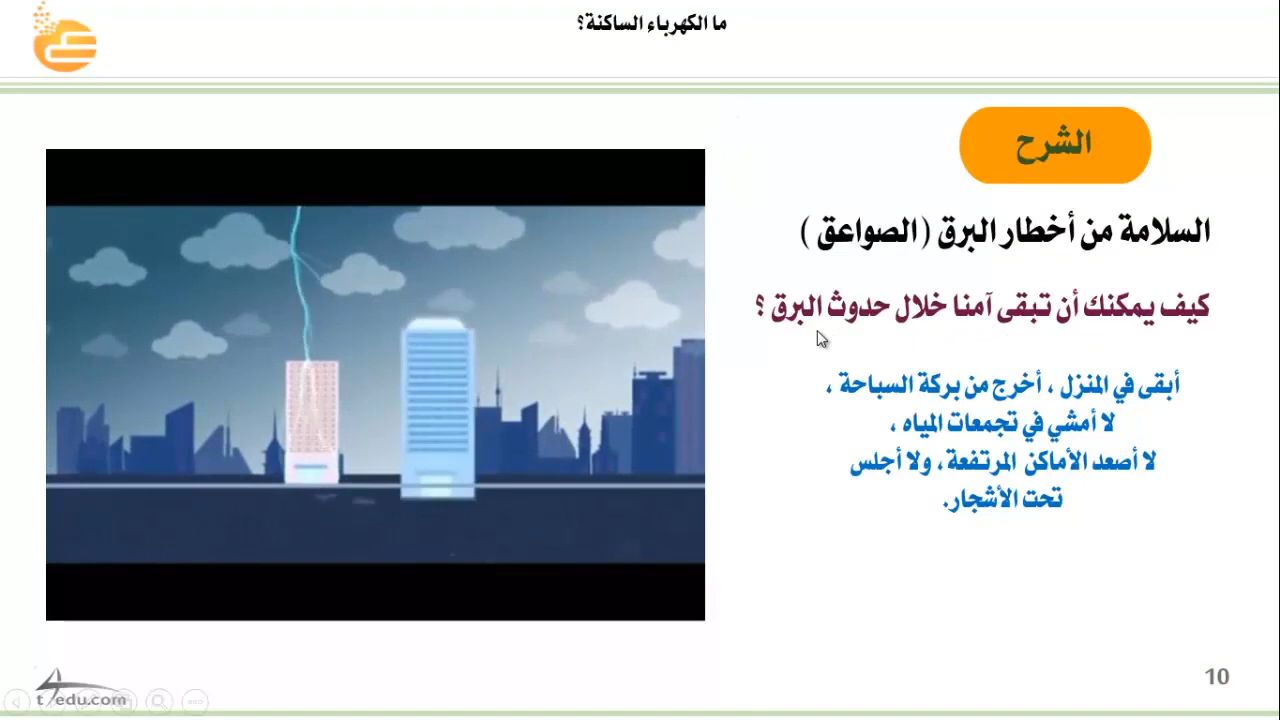 ما الكهرباء الساكنة؟
الشرح
السلامة من أخطار البرق (الصواعق )
كيف يمكنك أن تبقى آمنا خلال حدوث البرق ؟
أبقى في المنزل ، أخرج من بركة السباحة ،
لا أمشي في تجمعات المياه ،
لا أصعد الأماكن المرتفعة، ولا أجلس
تحت الأشجار.
10